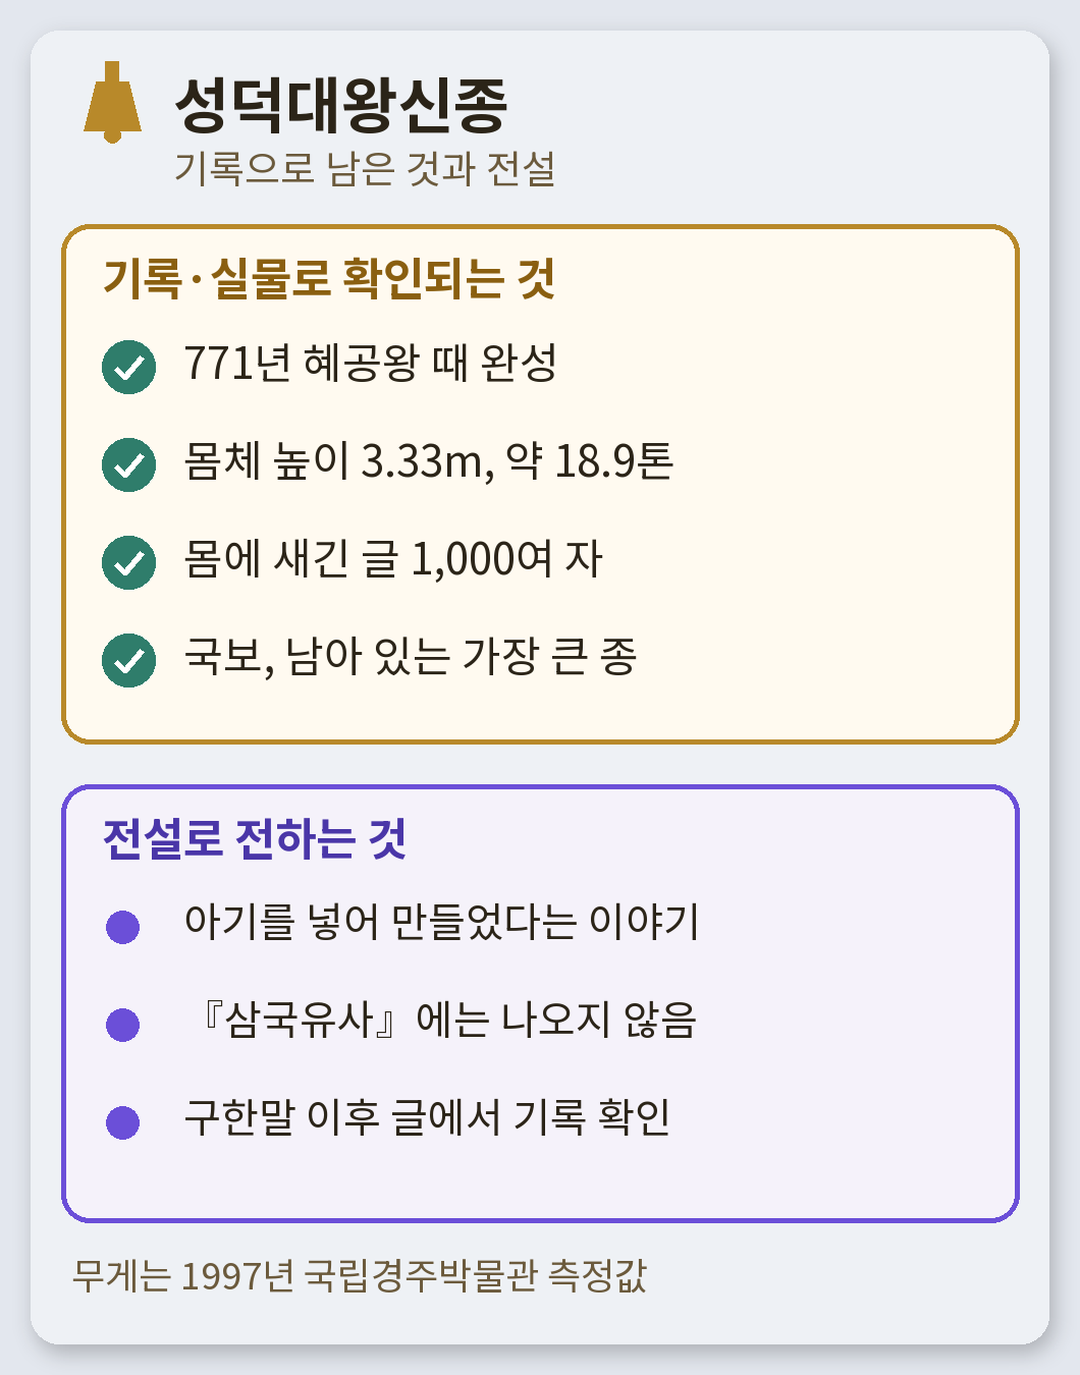 성덕대왕신종
기록으로 남은 것과 전설
기록·실물로 확인되는 것
771년 혜공왕 때 완성
몸체 높이 3.33m, 약 18.9톤
몸에 새긴 글 1,000여 자
국보, 남아 있는 가장 큰 종
전설로 전하는 것
아기를 넣어 만들었다는 이야기
『삼국유사』에는 나오지 않음
구한말 이후 글에서 기록 확인
무게는 1997년 국립경주박물관 측정값